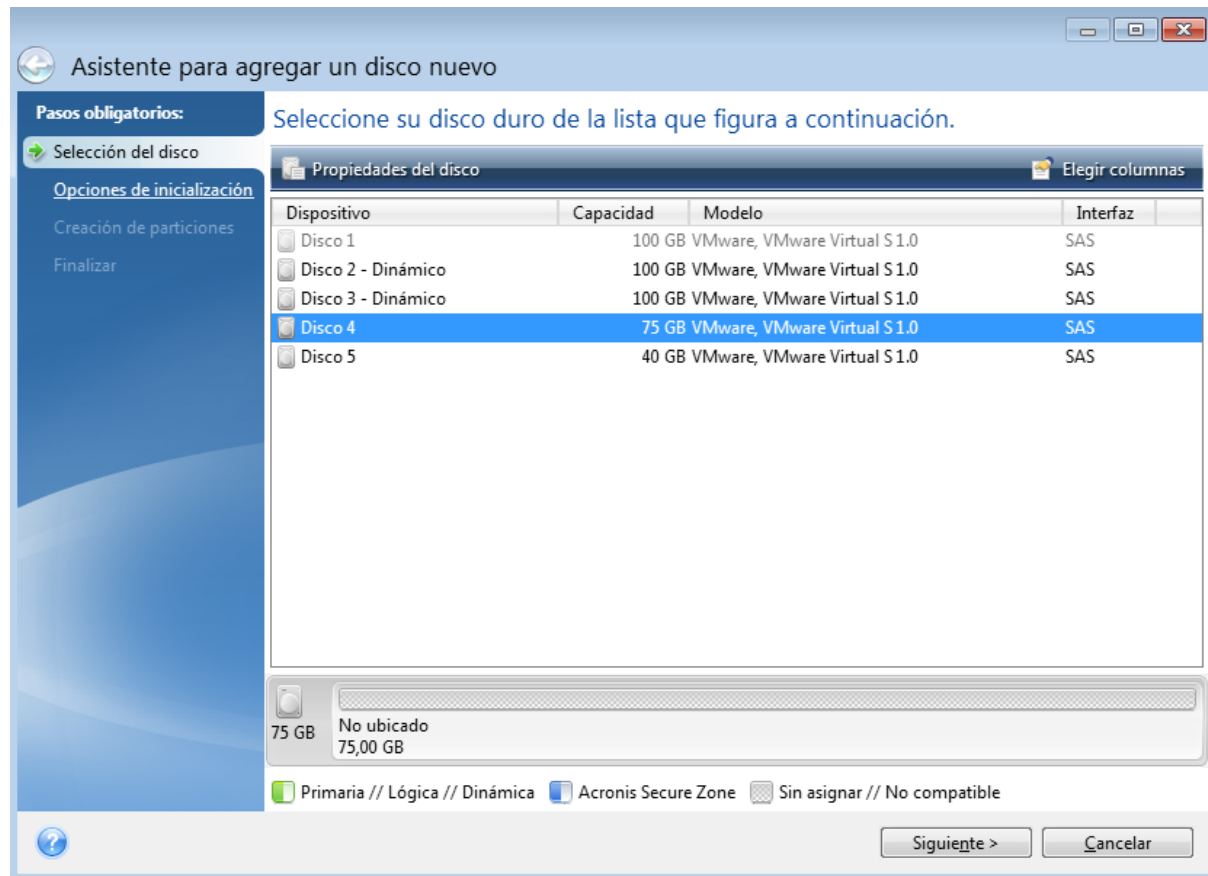 Asistente para agregar un disco nuevo
Pasos obligatorios:
Selección del disco
Opciones de inicialización
Creación de particiones
Finalizar
Seleccione su disco duro de la lista que figura a continuación.
Propiedades del disco Elegir columnas
Dispositivo Capacidad Modelo Interfaz
Disco 1 100 GB VMware, VMware Virtual S 1.0 SAS
Disco 2 - Dinámico 100 GB VMware, VMware Virtual S 1.0 SAS
Disco 3 - Dinámico 100 GB VMware, VMware Virtual S 1.0 SAS
Disco 4 75 GB VMware, VMware Virtual S 1.0 SAS
Disco 5 40 GB VMware, VMware Virtual S 1.0 SAS
75 GB
No ubicado
75,00 GB
Primaria // Lógica // Dinámica Acronis Secure Zone Sin asignar // No compatible
? Siguiente > Cancelar